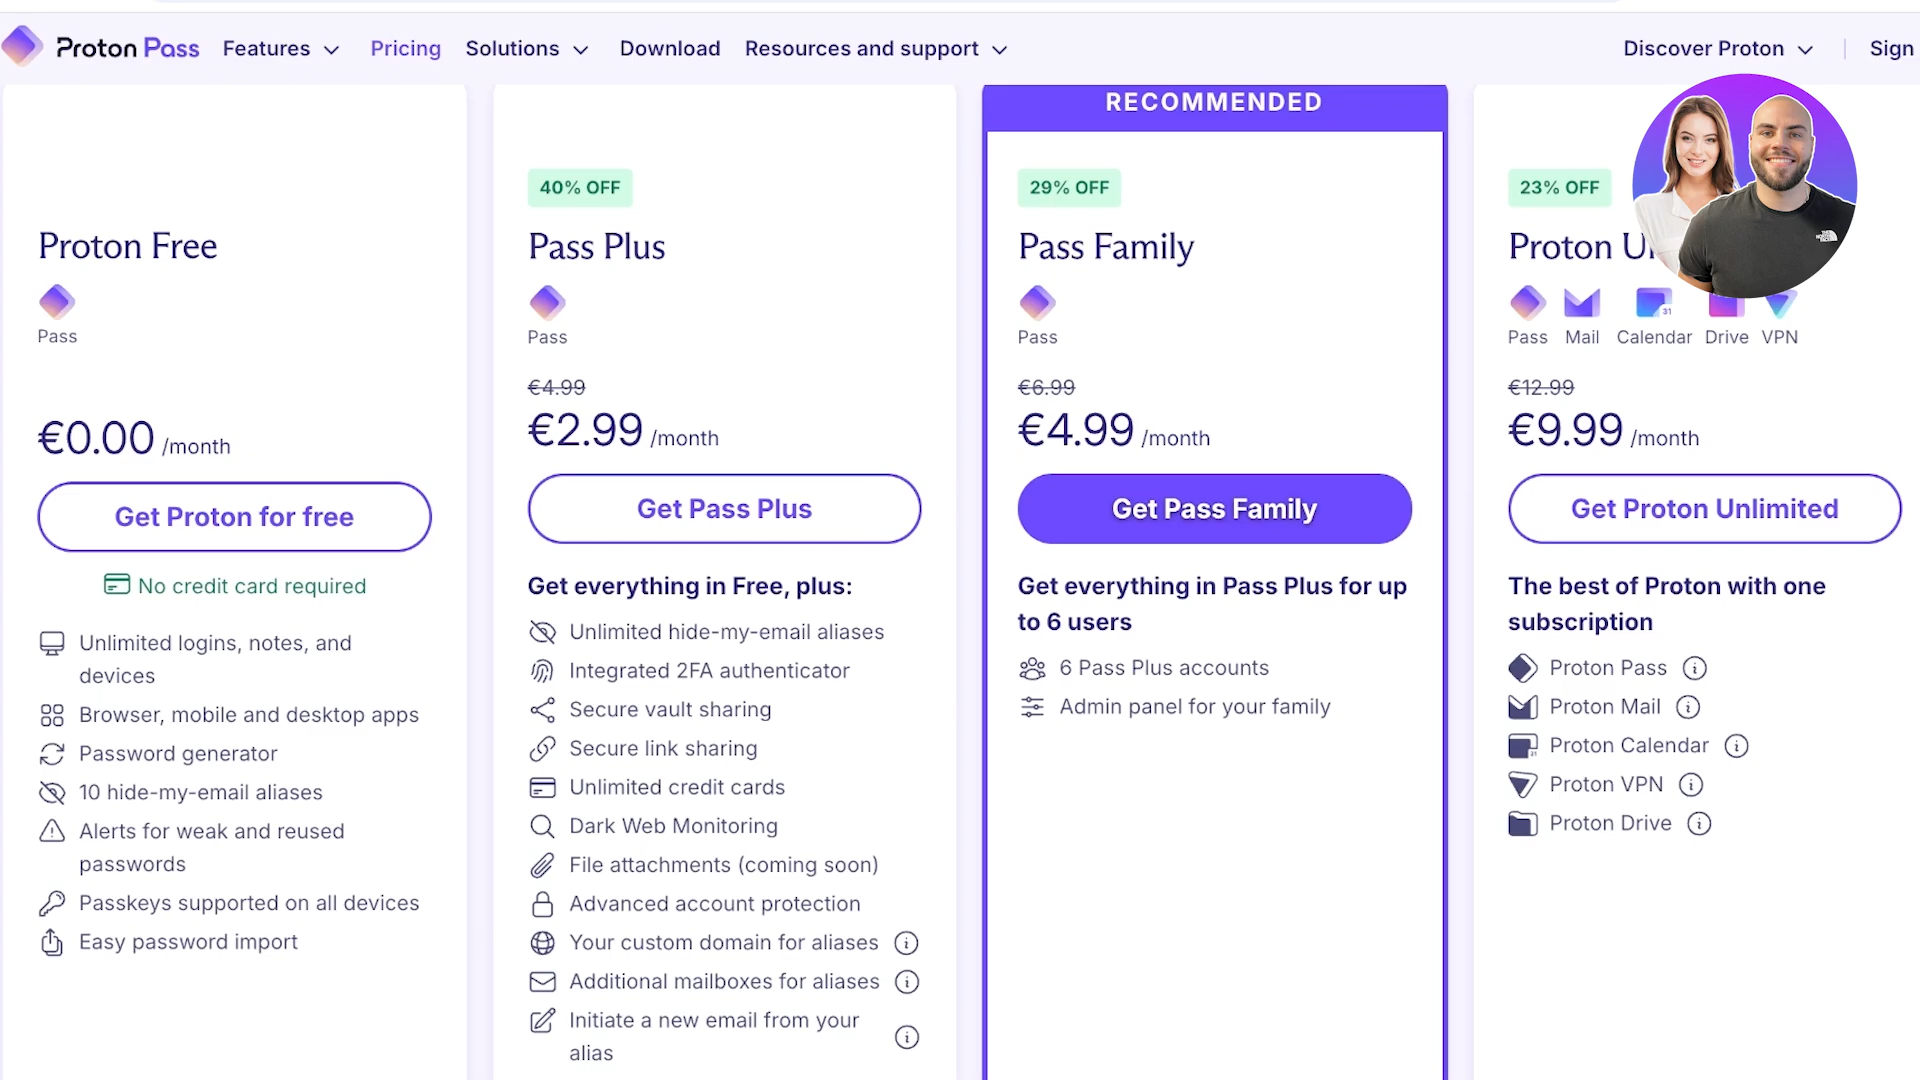 Proton Pass Features Pricing Solutions Download Resources and support Discover Proton Sign
Proton Free
Pass
€0.00 /month
Get Proton for free
No credit card required
Unlimited logins, notes, and
devices
Browser, mobile and desktop apps
Password generator
10 hide-my-email aliases
Alerts for weak and reused
passwords
Passkeys supported on all devices
Easy password import
40% OFF
Pass Plus
Pass
€4.99
€2.99 /month
Get Pass Plus
Get everything in Free, plus:
Unlimited hide-my-email aliases
Integrated 2FA authenticator
Secure vault sharing
Secure link sharing
Unlimited credit cards
Dark Web Monitoring
File attachments (coming soon)
Advanced account protection
Your custom domain for aliases
Additional mailboxes for aliases
Initiate a new email from your
alias
RECOMMENDED
29% OFF
Pass Family
Pass
€6.99
€4.99 /month
Get Pass Family
Get everything in Pass Plus for up
to 6 users
6 Pass Plus accounts
Admin panel for your family
23% OFF
Proton
Pass Mail Calendar Drive VPN
€12.99
€9.99 /month
Get Proton Unlimited
The best of Proton with one
subscription
Proton Pass
Proton Mail
Proton Calendar
Proton VPN
Proton Drive